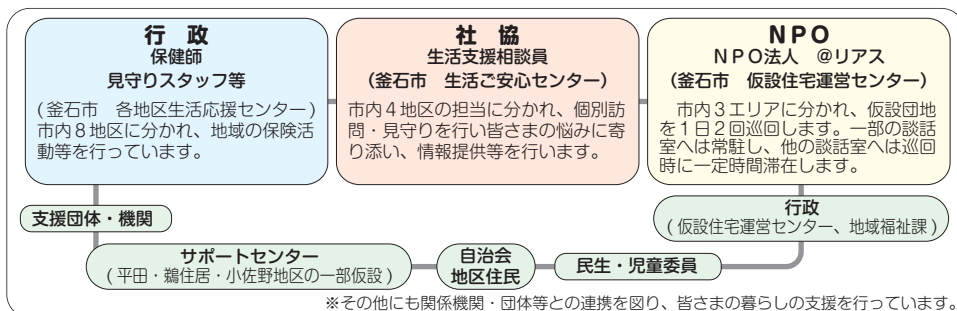 行 政
保健師
見守りスタッフ等
(釜石市 各地区生活応援センター)
市内8地区に分かれ、地域の保険活
動等を行っています。
社 協
生活支援相談員
(釜石市 生活ご安心センター)
市内4地区の担当に分かれ、個別訪
問・見守りを行い皆さまの悩みに寄
り添い、情報提供等を行います。
NPO
NPO法人 @リアス
(釜石市 仮設住宅運営センター)
市内3エリアに分かれ、仮設団地
を1日2回巡回します。一部の談話
室へは常駐し、他の談話室へは巡回
時に一定時間滞在します。
支援団体・機関
行政
(仮設住宅運営センター、地域福祉課)
サポートセンター
(平田・鵜住居・小佐野地区の一部仮設)
自治会
地区住民
民生・児童委員
※その他にも関係機関・団体等との連携を図り、皆さまの暮らしの支援を行っています。